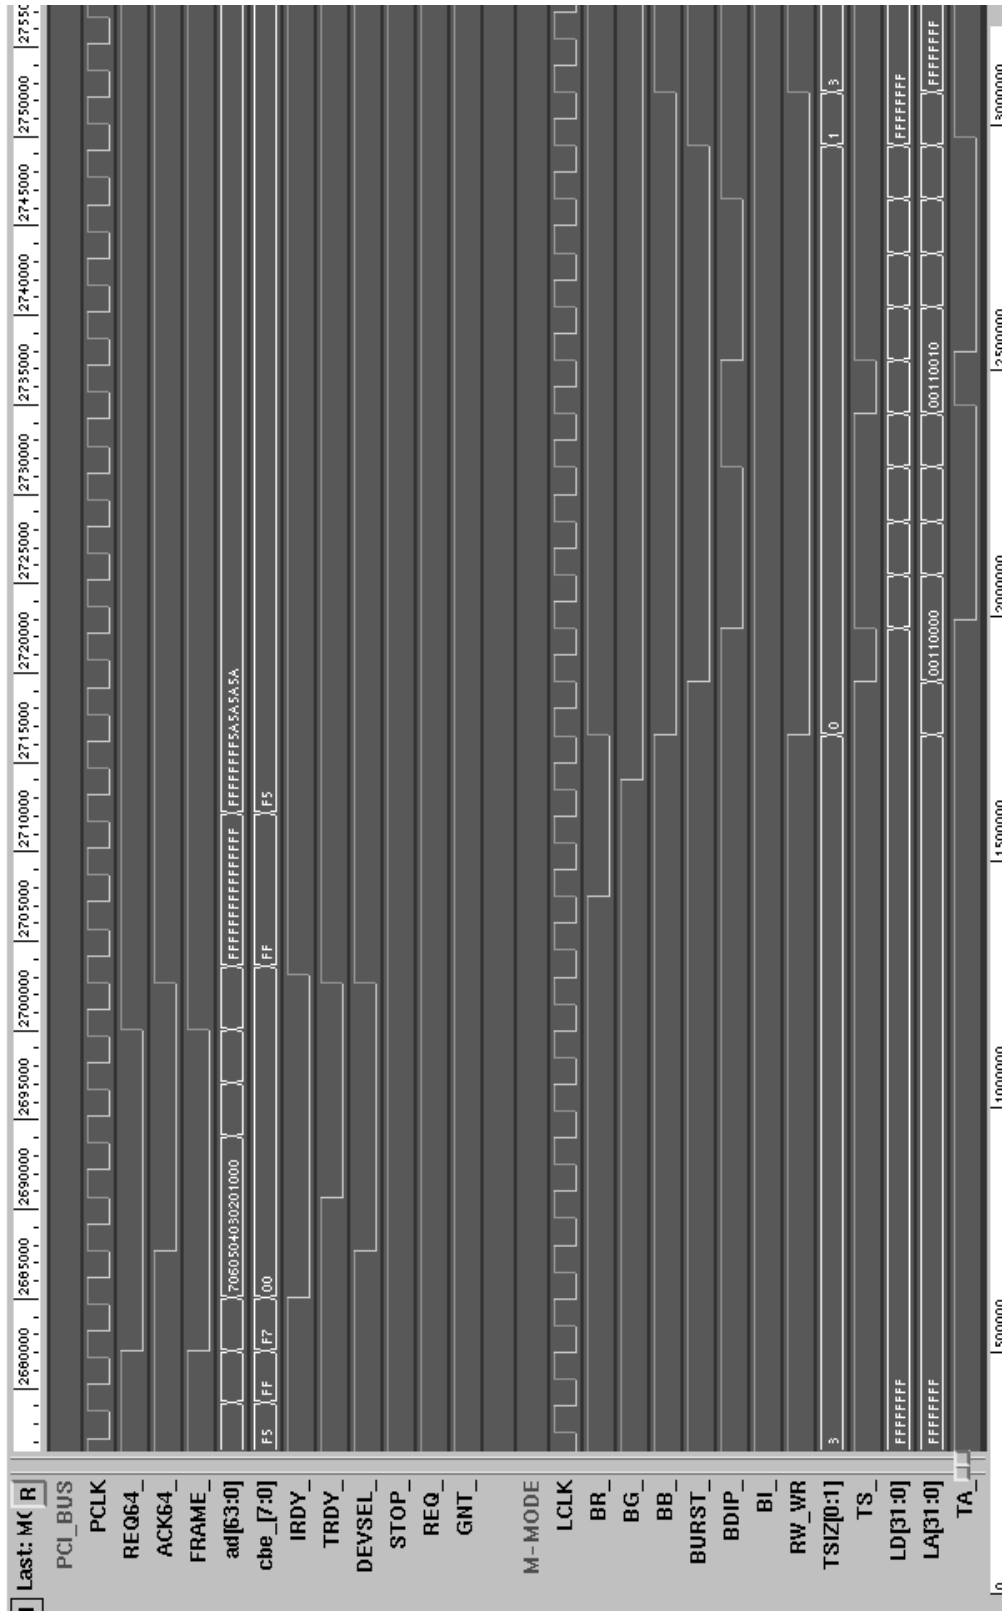 Last: MC R
2680000 2685000 2690000 2695000 2700000 2705000 2710000 2715000 2720000 2725000 2730000 2735000 2740000 2745000 2750000
PCI_BUS
PCLK
REQ64_
ACK64_
FRAME_
ad[63:0] 7060504030201000 FFFFFFFFFFFFFFFF FFFFFFFF5A5A5A5A
cbe_[7:0] F5 FF F7 00 FF F5
IRDY_
TRDY_
DEVSEL_
STOP_
REQ_
GNT_
M-MODE
LCLK
BR_
BG_
BB_
BURST_
BDIP_
BI_
RW_WR
TSIZ[0:1] 3 0 1 3
TS_
LD[31:0] FFFFFFFF FFFFFFFF
LA[31:0] FFFFFFFF 00110000 00110010 FFFFFFFF
TA_
0 500000 1000000 1500000 2000000 2500000